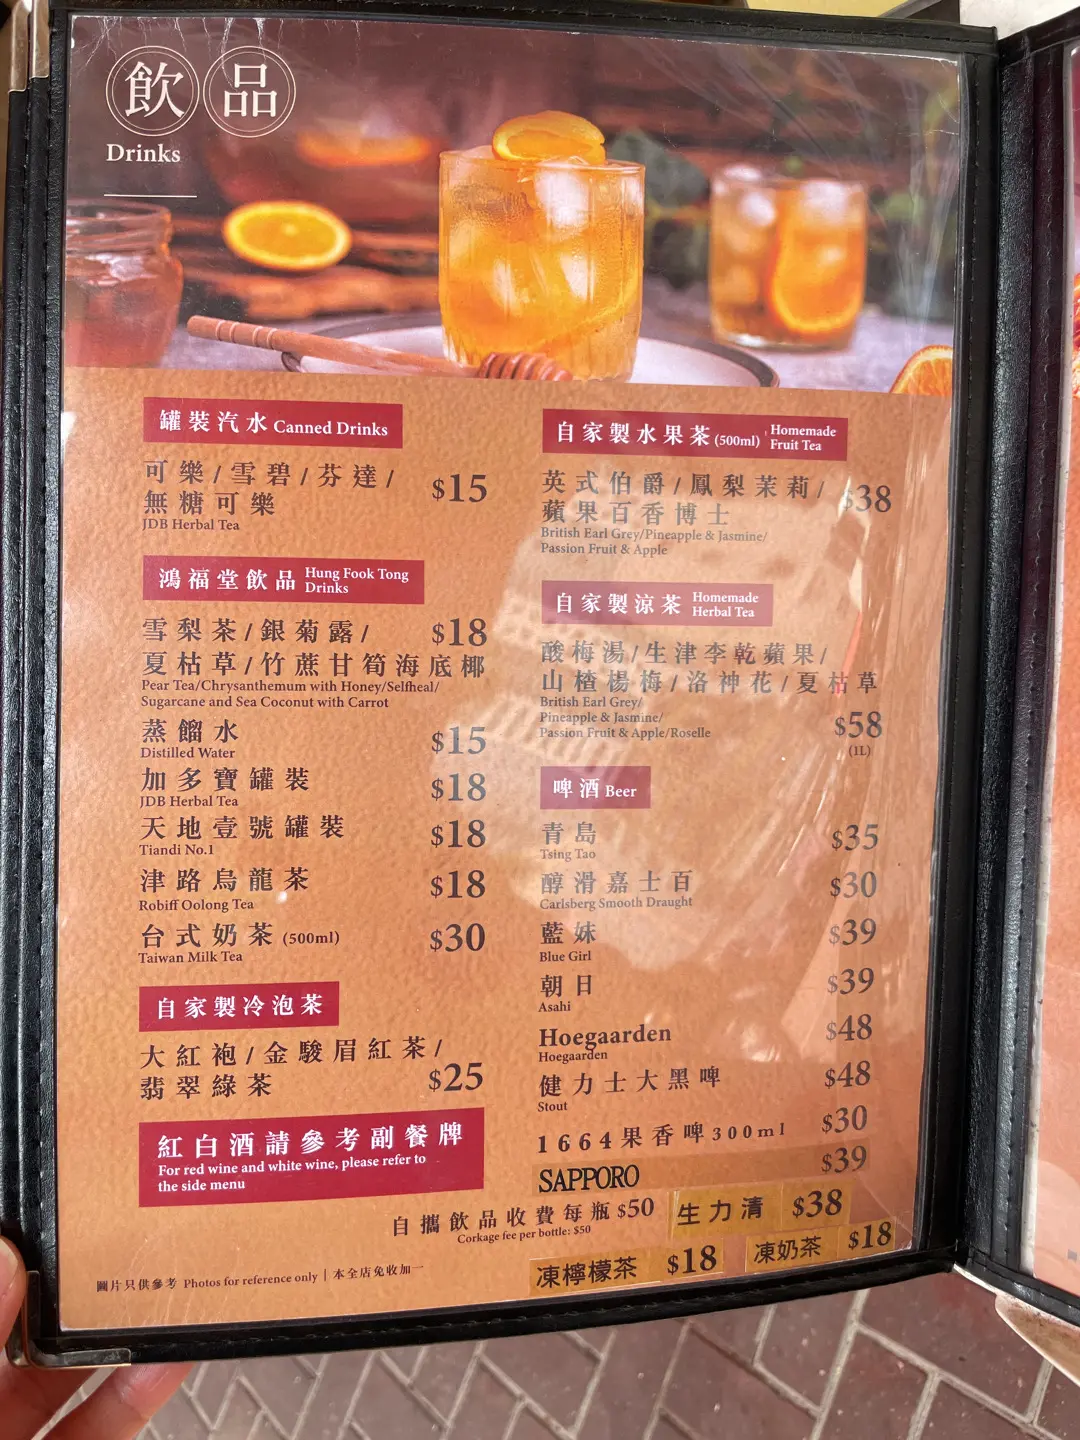 飲品
Drinks
罐裝汽水 Canned Drinks
可樂/雪碧/芬達/
無糖可樂
$15
JDB Herbal Tea
鴻福堂飲品 Hung Fook Tong
Drinks
雪梨茶/銀菊露/ $18
夏枯草/竹蔗甘筍海底椰
Pear Tea/Chrysanthemum with Honey/Selfheal/
Sugarcane and Sea Coconut with Carrot
蒸餾水 $15
Distilled Water
加多寶罐裝 $18
JDB Herbal Tea
天地壹號罐裝 $18
Tiandi No.1
津路烏龍茶 $18
Robiff Oolong Tea
台式奶茶 (500ml) $30
Taiwan Milk Tea
自家製冷泡茶
大紅袍/金駿眉紅茶/
翡翠綠茶 $25
紅白酒請參考副餐牌
For red wine and white wine, please refer to
the side menu
自家製水果茶 (500ml) Homemade
Fruit Tea
英式伯爵/鳳梨茉莉/ $38
蘋果百香博士
British Earl Grey/Pineapple & Jasmine/
Passion Fruit & Apple
自家製涼茶 Homemade
Herbal Tea
酸梅湯/生津李乾蘋果/
山楂楊梅/洛神花/夏枯草
British Earl Grey/
Pineapple & Jasmine/
Passion Fruit & Apple/Roselle
$58
(1L)
啤酒 Beer
青島 $35
Tsing Tao
醇滑嘉士百 $30
Carlsberg Smooth Draught
藍妹 $39
Blue Girl
朝日 $39
Asahi
Hoegaarden $48
Hoegaarden
健力士大黑啤 $48
Stout
1664果香啤300ml $30
SAPPORO $39
自攜飲品收費每瓶 $50
Corkage fee per bottle: $50
生力清 $38
凍檸檬茶 $18
凍奶茶 $18
圖片只供參考 Photos for reference only | 本全店免收加一